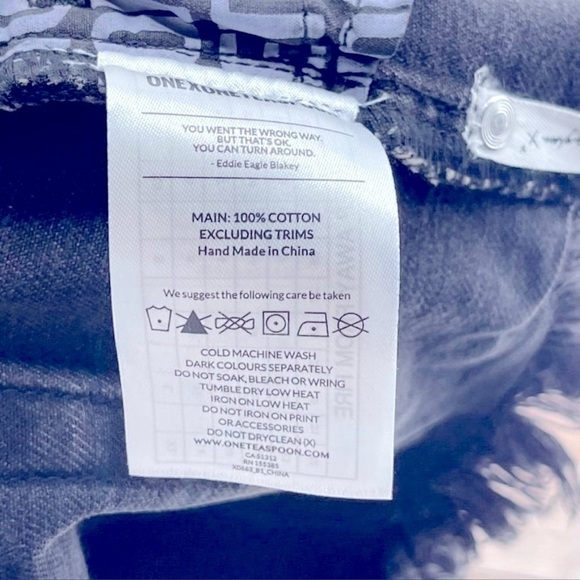 ONEXONETEASPOON
YOU WENT THE WRONG WAY.
BUT THAT'S OK.
YOU CAN TURN AROUND.
- Eddie Eagle Blakey
MAIN: 100% COTTON
EXCLUDING TRIMS
Hand Made in China
We suggest the following care be taken
COLD MACHINE WASH
DARK COLOURS SEPARATELY
DO NOT SOAK, BLEACH OR WRING
TUMBLE DRY LOW HEAT
IRON ON LOW HEAT
DO NOT IRON ON PRINT
OR ACCESSORIES
DO NOT DRYCLEAN (X)
WWW.ONETEASPOON.COM
CA 51212
RN 155385